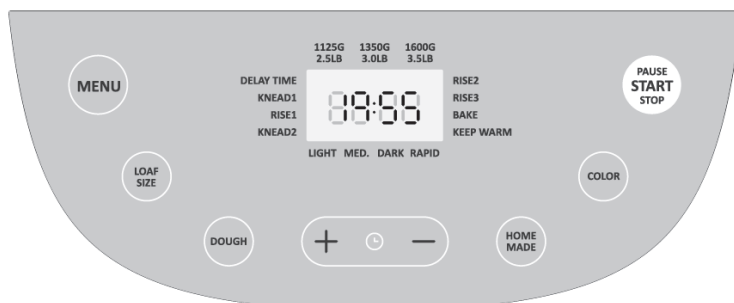 1125G 1350G 1600G
2.5LB 3.0LB 3.5LB
MENU
DELAY TIME
KNEAD1
RISE1
KNEAD2
19:55
RISE2
RISE3
BAKE
KEEP WARM
PAUSE
START
STOP
LIGHT MED. DARK RAPID
LOAF
SIZE
COLOR
DOUGH
+ −
HOME
MADE